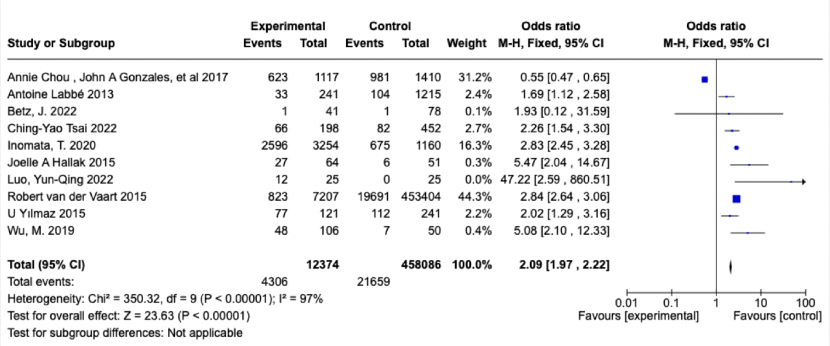 Experimental Control Odds ratio Odds ratio
Study or Subgroup Events Total Events Total Weight M-H, Fixed, 95% CI M-H, Fixed, 95% CI
Annie Chou , John A Gonzales, et al 2017 623 1117 981 1410 31.2% 0.55 [0.47 , 0.65]
Antoine Labbé 2013 33 241 104 1215 2.4% 1.69 [1.12 , 2.58]
Betz, J. 2022 1 41 1 78 0.1% 1.93 [0.12 , 31.59]
Ching-Yao Tsai 2022 66 198 82 452 2.7% 2.26 [1.54 , 3.30]
Inomata, T. 2020 2596 3254 675 1160 16.3% 2.83 [2.45 , 3.28]
Joelle A Hallak 2015 27 64 6 51 0.3% 5.47 [2.04 , 14.67]
Luo, Yun-Qing 2022 12 25 0 25 0.0% 47.22 [2.59 , 860.51]
Robert van der Vaart 2015 823 7207 19691 453404 44.3% 2.84 [2.64 , 3.06]
U Yılmaz 2015 77 121 112 241 2.2% 2.02 [1.29 , 3.16]
Wu, M. 2019 48 106 7 50 0.4% 5.08 [2.10 , 12.33]
Total (95% CI) 12374 458086 100.0% 2.09 [1.97 , 2.22]
Total events: 4306 21659
Heterogeneity: Chi² = 350.32, df = 9 (P < 0.00001); I² = 97%
Test for overall effect: Z = 23.63 (P < 0.00001)
Test for subgroup differences: Not applicable
0.01 0.1 1 10 100
Favours [experimental] Favours [control]